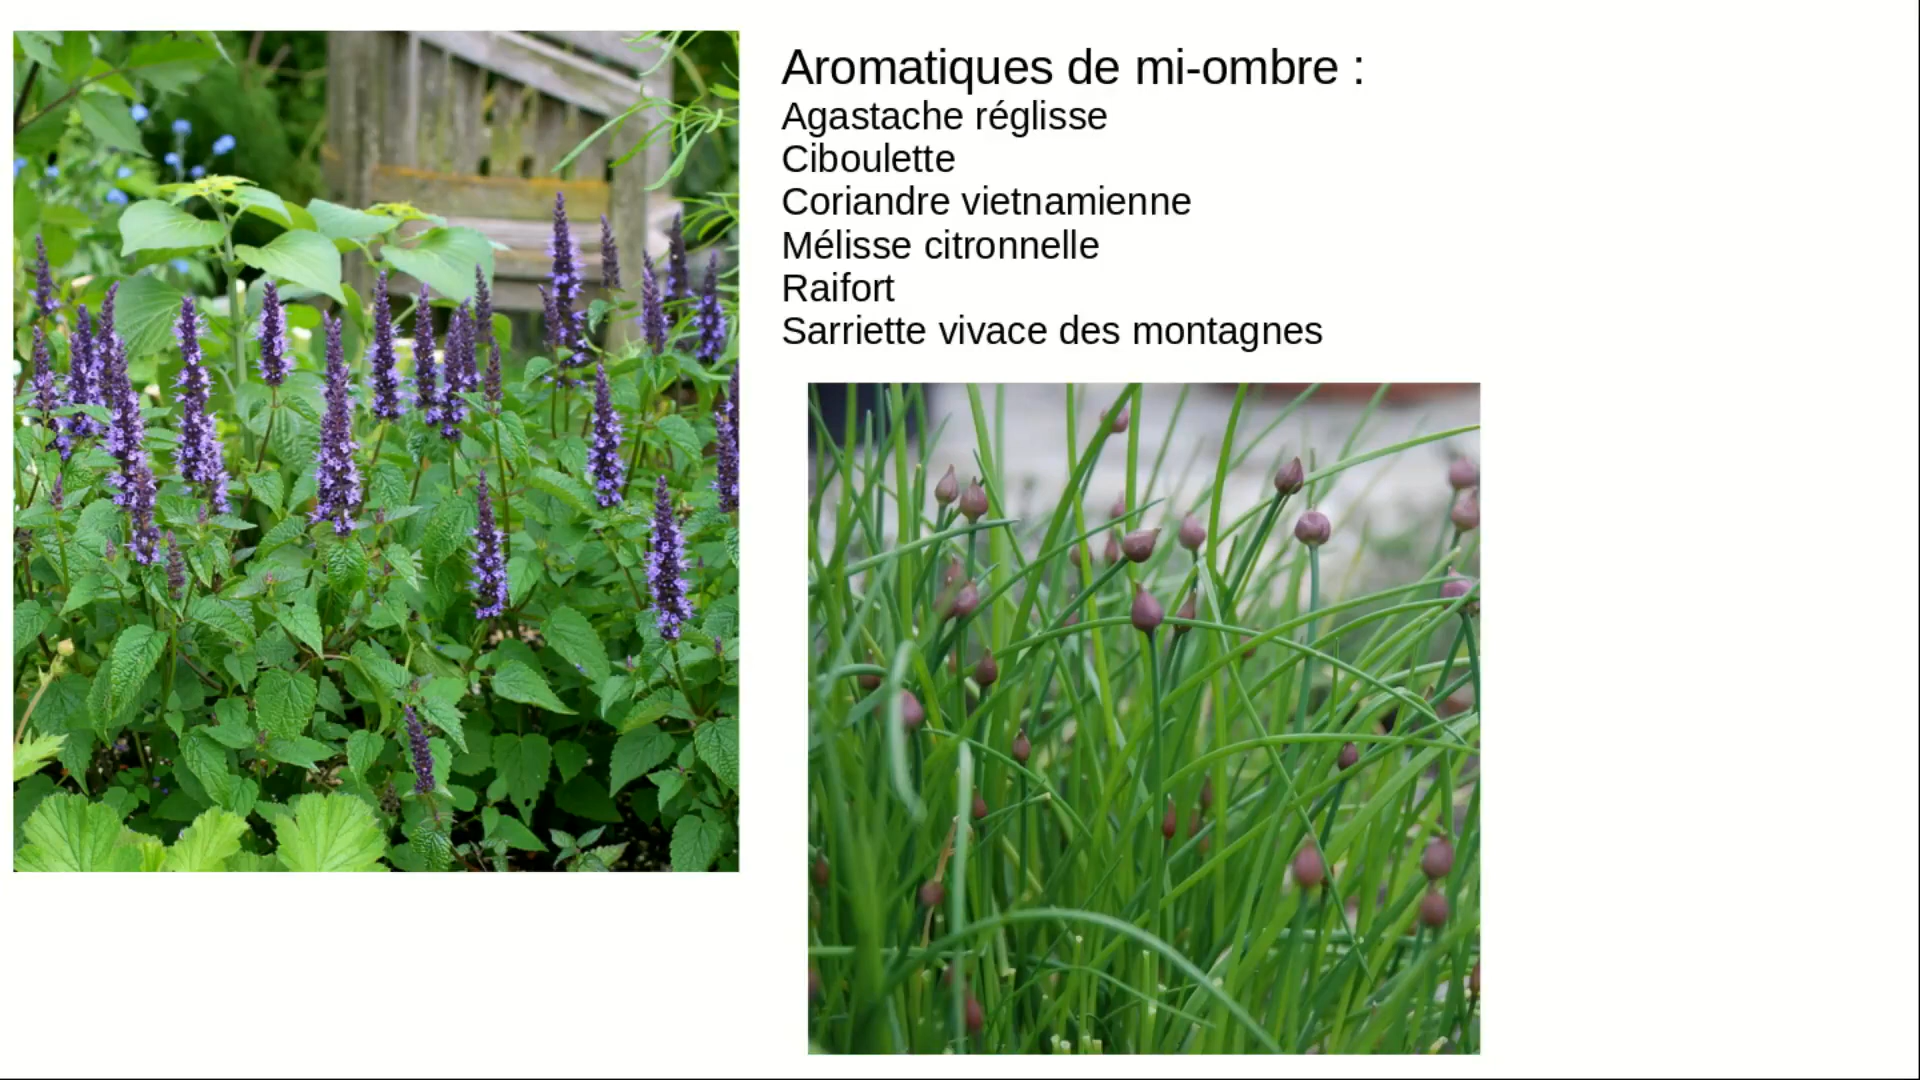 Aromatiques de mi-ombre :
Agastache réglisse
Ciboulette
Coriandre vietnamienne
Mélisse citronnelle
Raifort
Sarriette vivace des montagnes